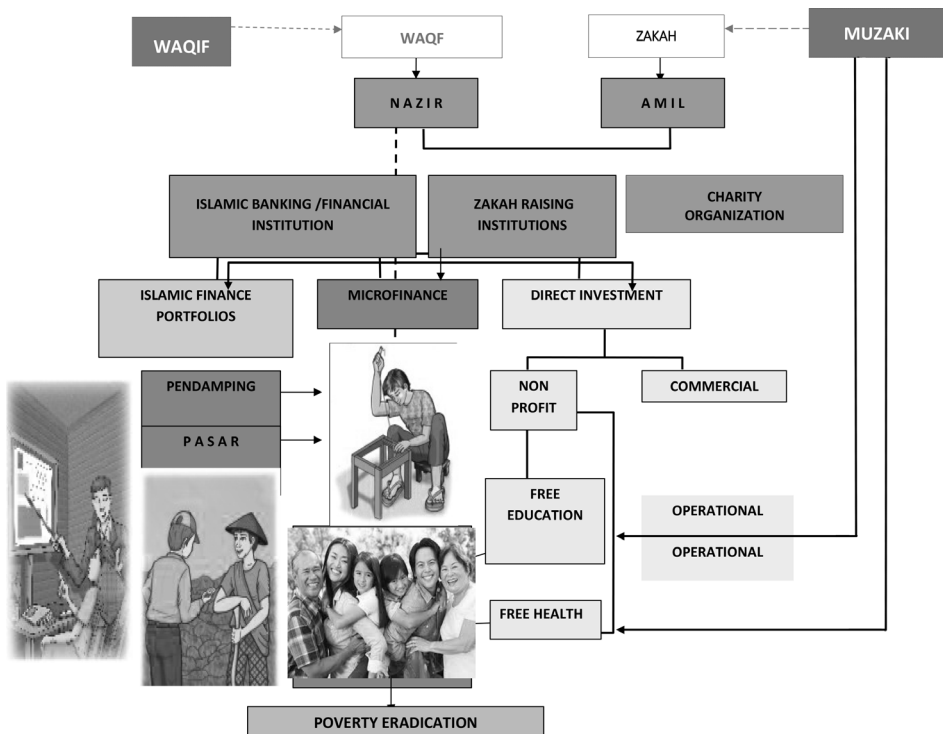 WAQIF
WAQF
ZAKAH
MUZAKI
N A Z I R
A M I L
ISLAMIC BANKING /FINANCIAL
INSTITUTION
ZAKAH RAISING
INSTITUTIONS
CHARITY
ORGANIZATION
ISLAMIC FINANCE
PORTFOLIOS
MICROFINANCE
DIRECT INVESTMENT
PENDAMPING
P A S A R
NON
PROFIT
COMMERCIAL
FREE
EDUCATION
OPERATIONAL
OPERATIONAL
FREE HEALTH
POVERTY ERADICATION